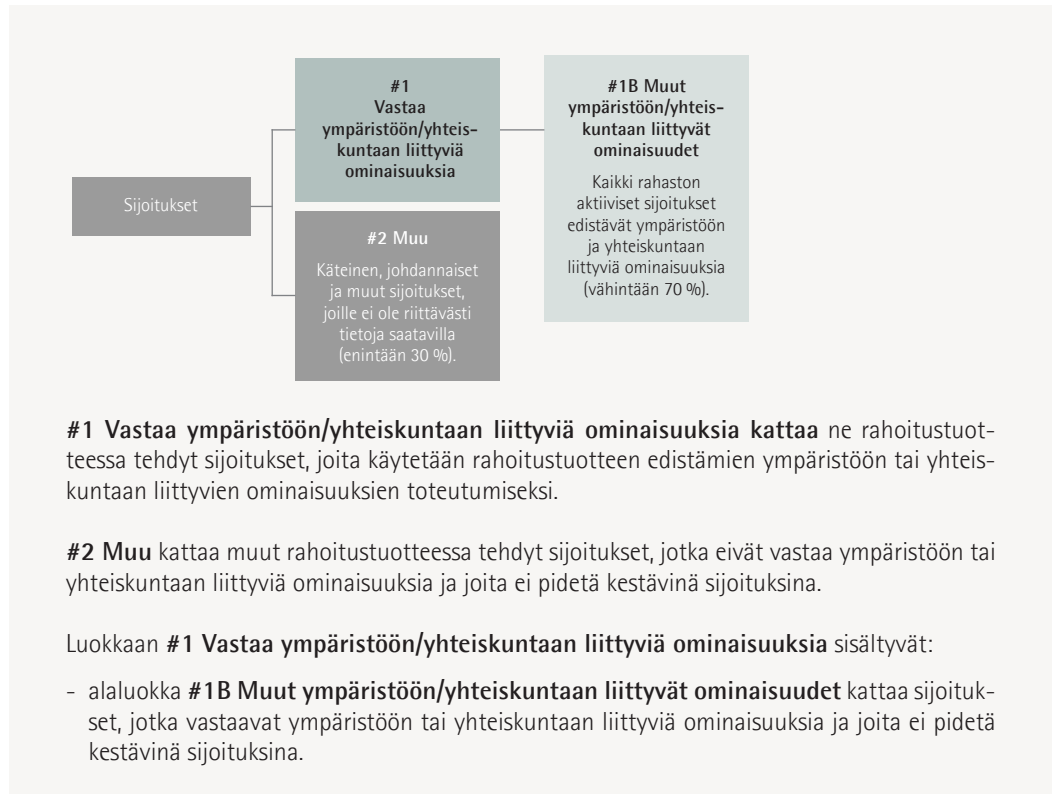 #1
Vastaa
ympäristöön/yhteis-
kuntaan liittyviä
ominaisuuksia
#1B Muut
ympäristöön/yhteis-
kuntaan liittyvät
ominaisuudet
Kaikki rahaston
aktiiviset sijoitukset
edistävät ympäristöön
ja yhteiskuntaan
liittyviä ominaisuuksia
(vähintään 70 %).
Sijoitukset
#2 Muu
Käteinen, johdannaiset
ja muut sijoitukset,
joille ei ole riittävästi
tietoja saatavilla
(enintään 30 %).
#1 Vastaa ympäristöön/yhteiskuntaan liittyviä ominaisuuksia kattaa ne rahoitustuot-
teessa tehdyt sijoitukset, joita käytetään rahoitustuotteen edistämien ympäristöön tai yhteis-
kuntaan liittyvien ominaisuuksien toteutumiseksi.
#2 Muu kattaa muut rahoitustuotteessa tehdyt sijoitukset, jotka eivät vastaa ympäristöön tai
yhteiskuntaan liittyviä ominaisuuksia ja joita ei pidetä kestävinä sijoituksina.
Luokkaan #1 Vastaa ympäristöön/yhteiskuntaan liittyviä ominaisuuksia sisältyvät:
- alaluokka #1B Muut ympäristöön/yhteiskuntaan liittyvät ominaisuudet kattaa sijoituk-
set, jotka vastaavat ympäristöön tai yhteiskuntaan liittyviä ominaisuuksia ja joita ei pidetä
kestävinä sijoituksina.